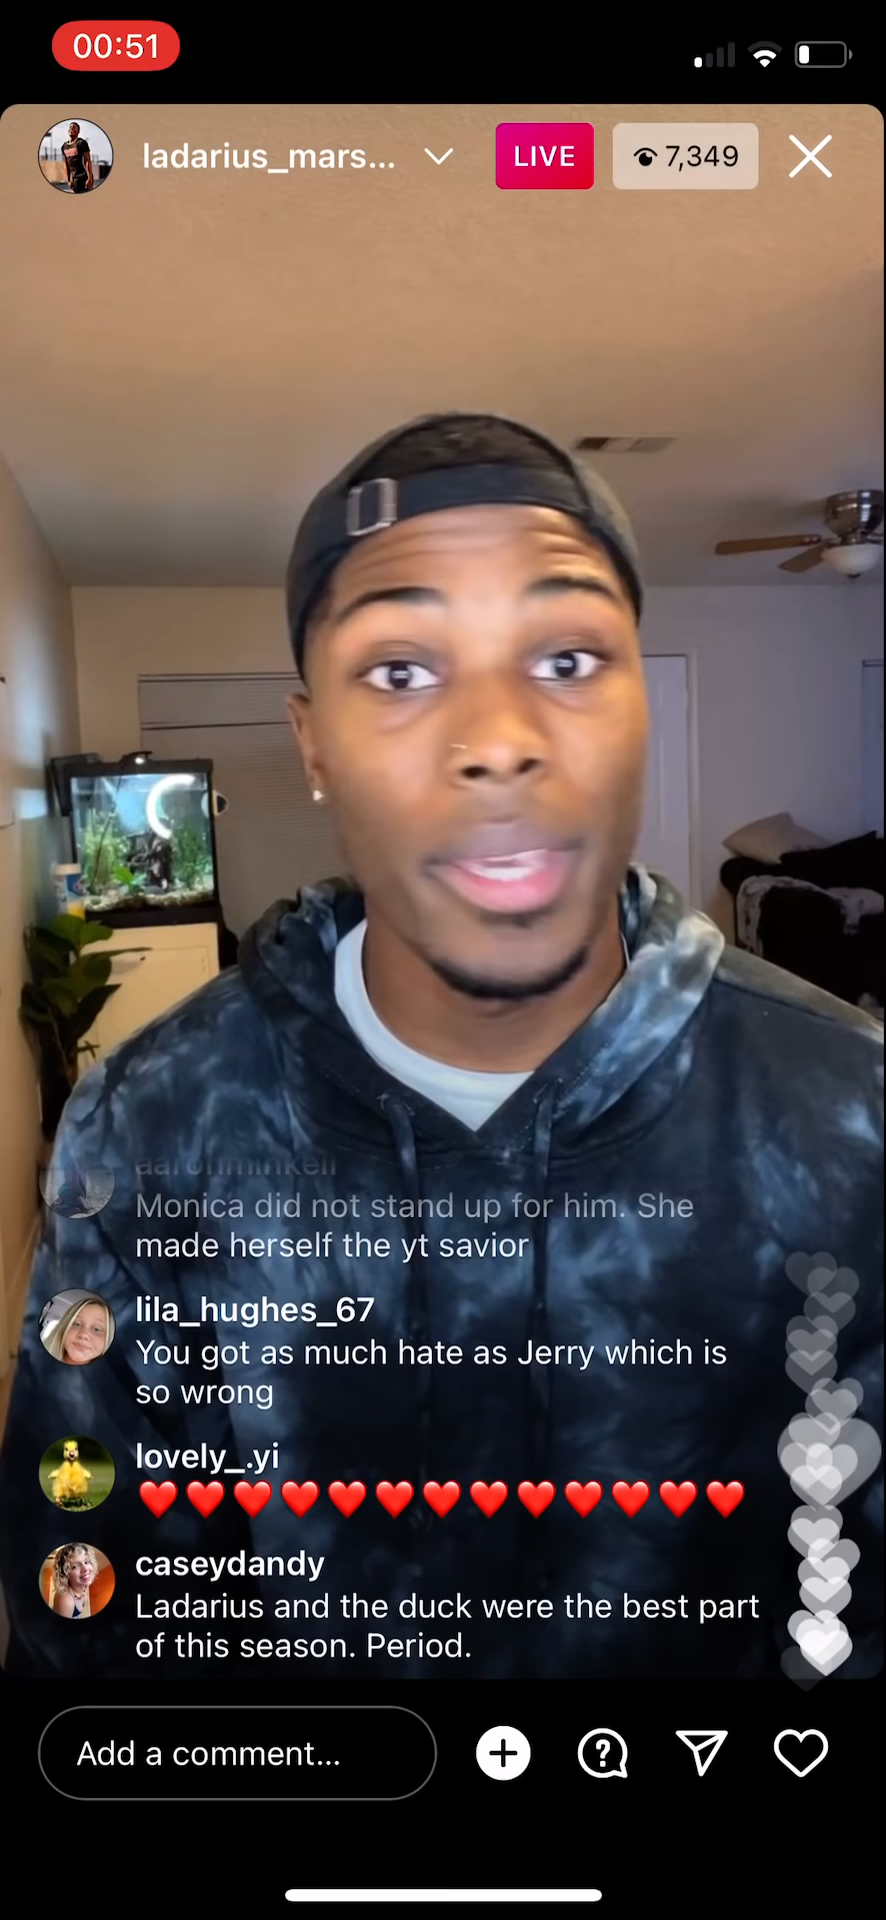 00:51
ladarius_mars...
LIVE
7,349
aaronminkell
Monica did not stand up for him. She
made herself the yt savior
lila_hughes_67
You got as much hate as Jerry which is
so wrong
lovely_.yi
❤️❤️❤️❤️❤️❤️❤️❤️❤️❤️❤️❤️❤️
caseydandy
Ladarius and the duck were the best part
of this season. Period.
Add a comment...